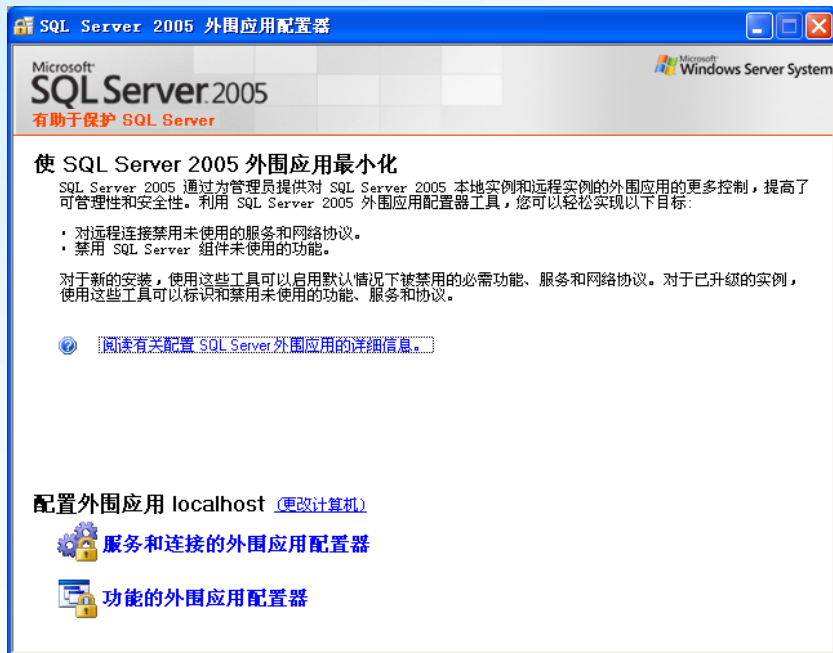 SQL Server 2005 外围应用配置器
Microsoft
SQL Server 2005
有助于保护 SQL Server
Microsoft
Windows Server System
使 SQL Server 2005 外围应用最小化
SQL Server 2005 通过为管理员提供对 SQL Server 2005 本地实例和远程实例的外围应用的更多控制，提高了
可管理性和安全性。利用 SQL Server 2005 外围应用配置器工具，您可以轻松实现以下目标:
· 对远程连接禁用未使用的服务和网络协议。
· 禁用 SQL Server 组件未使用的功能。
对于新的安装，使用这些工具可以启用默认情况下被禁用的必需功能、服务和网络协议。对于已升级的实例，
使用这些工具可以标识和禁用未使用的功能、服务和协议。
阅读有关配置 SQL Server 外围应用的详细信息。
配置外围应用 localhost (更改计算机)
服务和连接的外围应用配置器
功能的外围应用配置器